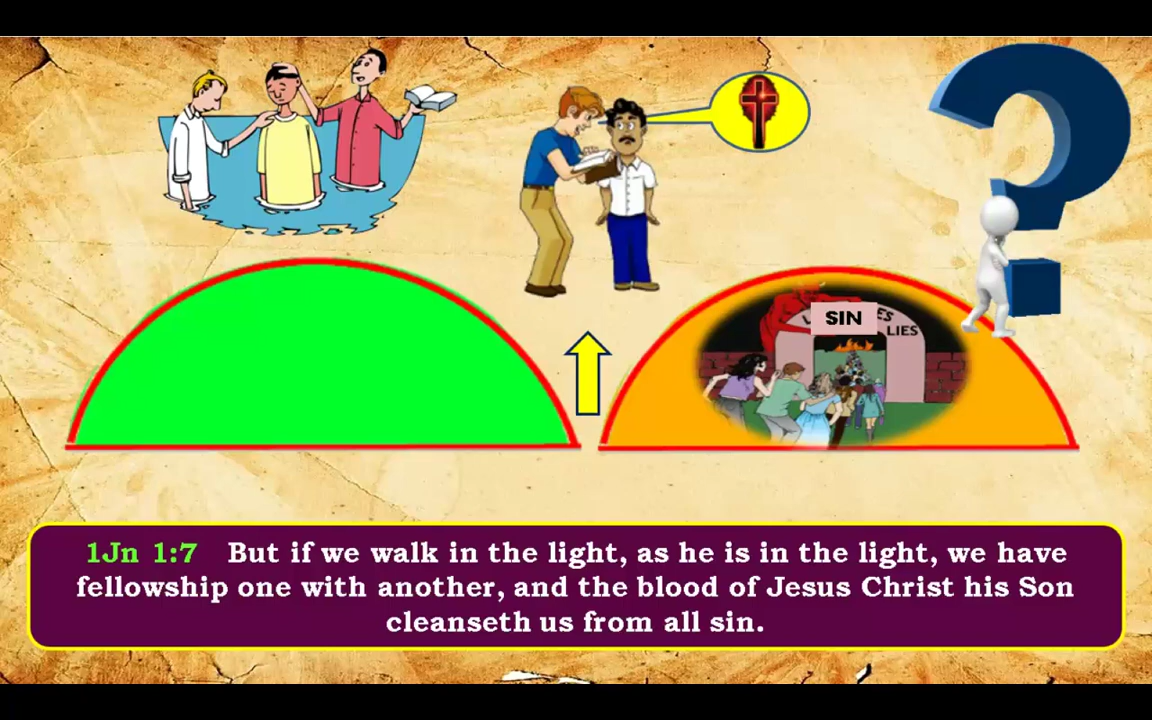 SIN
ES
LIES
1Jn 1:7 But if we walk in the light, as he is in the light, we have
fellowship one with another, and the blood of Jesus Christ his Son
cleanseth us from all sin.